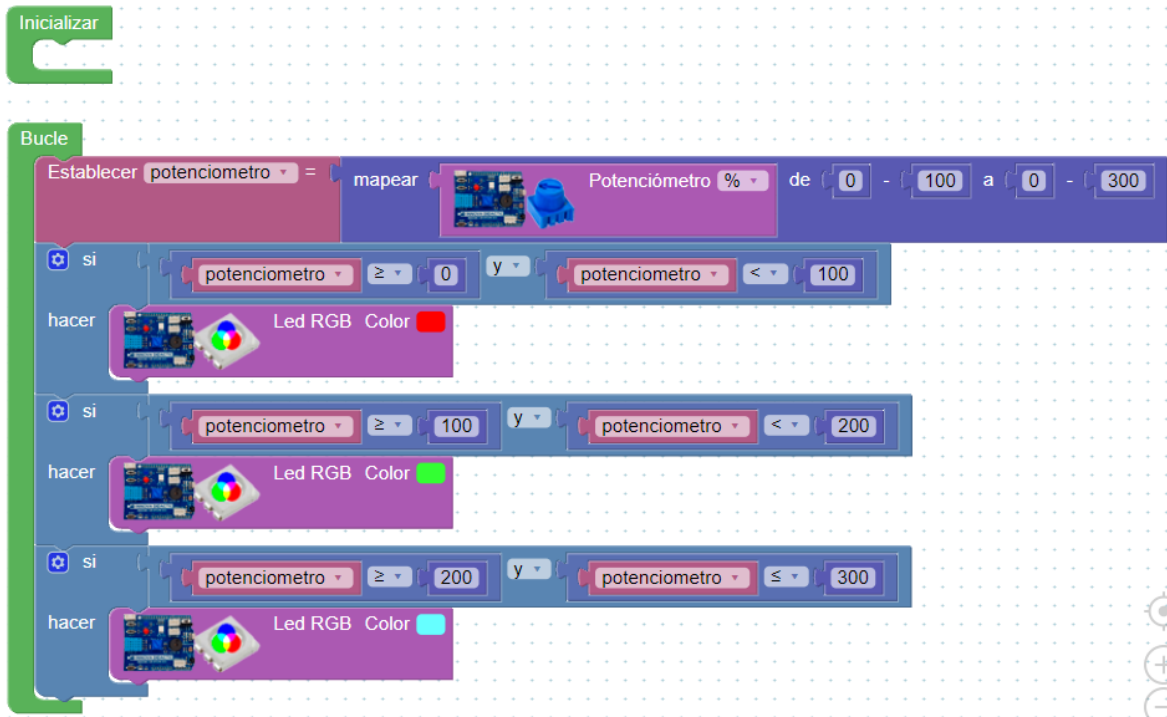 Inicializar
Bucle
Establecer potenciometro = mapear Potenciómetro % de 0 - 100 a 0 - 300
si potenciometro ≥ 0 y potenciometro < 100
hacer Led RGB Color
si potenciometro ≥ 100 y potenciometro < 200
hacer Led RGB Color
si potenciometro ≥ 200 y potenciometro ≤ 300
hacer Led RGB Color